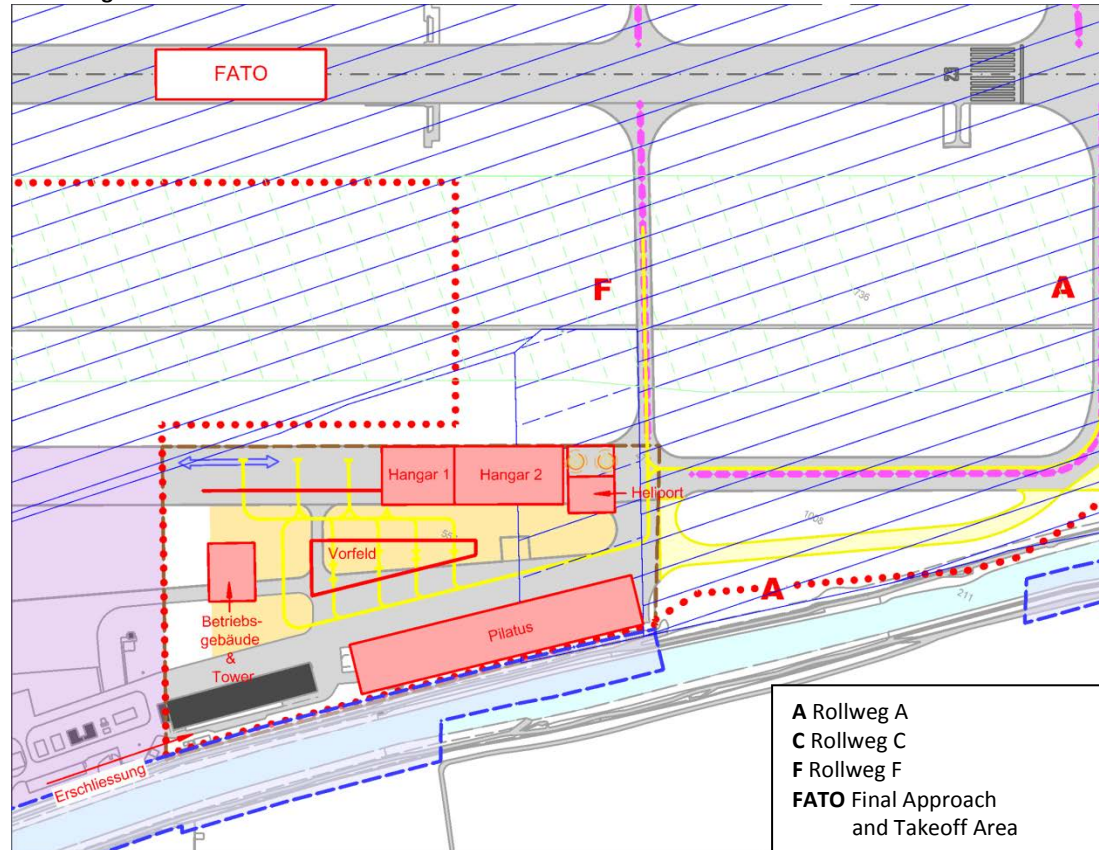 FATO
F
A
736
Hangar 1
Hangar 2
Heliport
1008
Vorfeld
A
211
Betriebs-
gebäude
&
Tower
Pilatus
Erschliessung
A Rollweg A
C Rollweg C
F Rollweg F
FATO Final Approach
and Takeoff Area